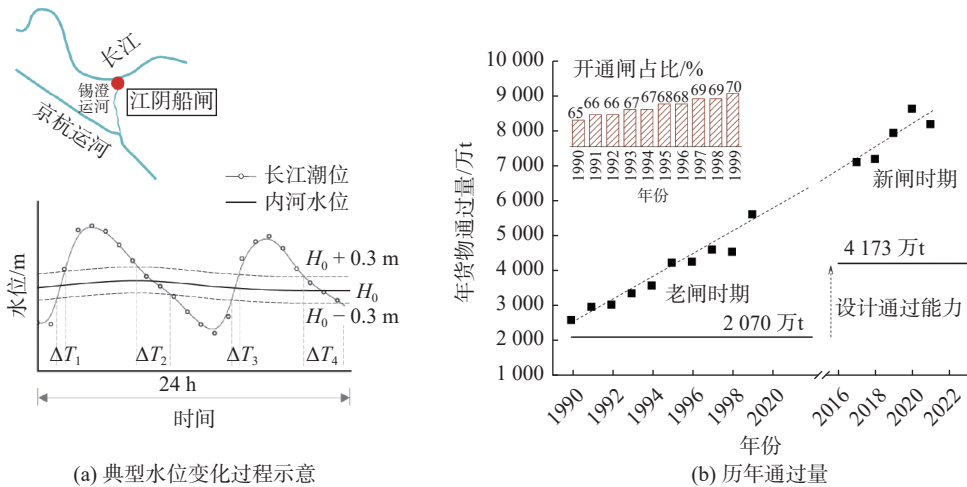 长江
锡澄
运河
江阴船闸
京杭运河
长江潮位
内河水位
水位/m
H₀ + 0.3 m
H₀
H₀ − 0.3 m
ΔT₁
ΔT₂
ΔT₃
ΔT₄
24 h
时间
(a) 典型水位变化过程示意
年货物通过量/万t
10 000
9 000
8 000
7 000
6 000
5 000
4 000
3 000
2 000
1 000
开通闸占比/%
65 66 66 67 67 68 68 69 69 70
1990 1991 1992 1993 1994 1995 1996 1997 1998 1999
年份
新闸时期
4 173 万t
老闸时期
设计通过能力
2 070 万t
1990 1992 1994 1996 1998 2020 2016 2018 2020 2022
年份
(b) 历年通过量